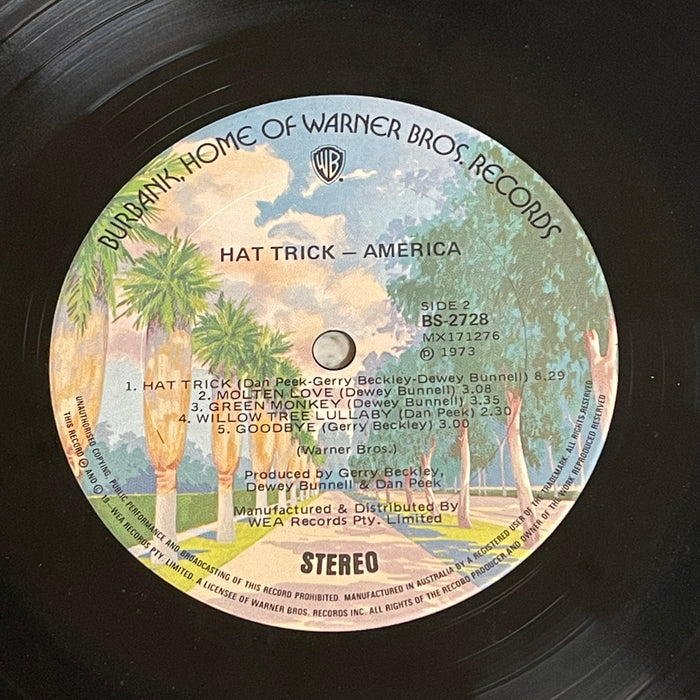 BURBANK, HOME OF WARNER BROS. RECORDS
WB
HAT TRICK — AMERICA
SIDE 2
BS-2728
MX171276
℗ 1973
1. HAT TRICK (Dan Peek-Gerry Beckley-Dewey Bunnell) 8.29
2. MOLTEN LOVE (Dewey Bunnell) 3.08
3. GREEN MONKEY (Dewey Bunnell) 3.35
4. WILLOW TREE LULLABY (Dan Peek) 2.30
5. GOODBYE (Gerry Beckley) 3.00
(Warner Bros.)
Produced by Gerry Beckley,
Dewey Bunnell & Dan Peek
Manufactured & Distributed By
WEA Records Pty. Limited
STEREO
UNAUTHORISED COPYING, PUBLIC PERFORMANCE AND BROADCASTING OF THIS RECORD PROHIBITED. MANUFACTURED IN AUSTRALIA BY A REGISTERED USER OF THE TRADEMARK. ALL RIGHTS RESERVED
THIS RECORD ℗ AND © — WEA RECORDS PTY. LIMITED. A LICENSEE OF WARNER BROS. RECORDS INC. ALL RIGHTS OF THE RECORD PRODUCER AND OWNER OF THE WORK REPRODUCED RESERVED